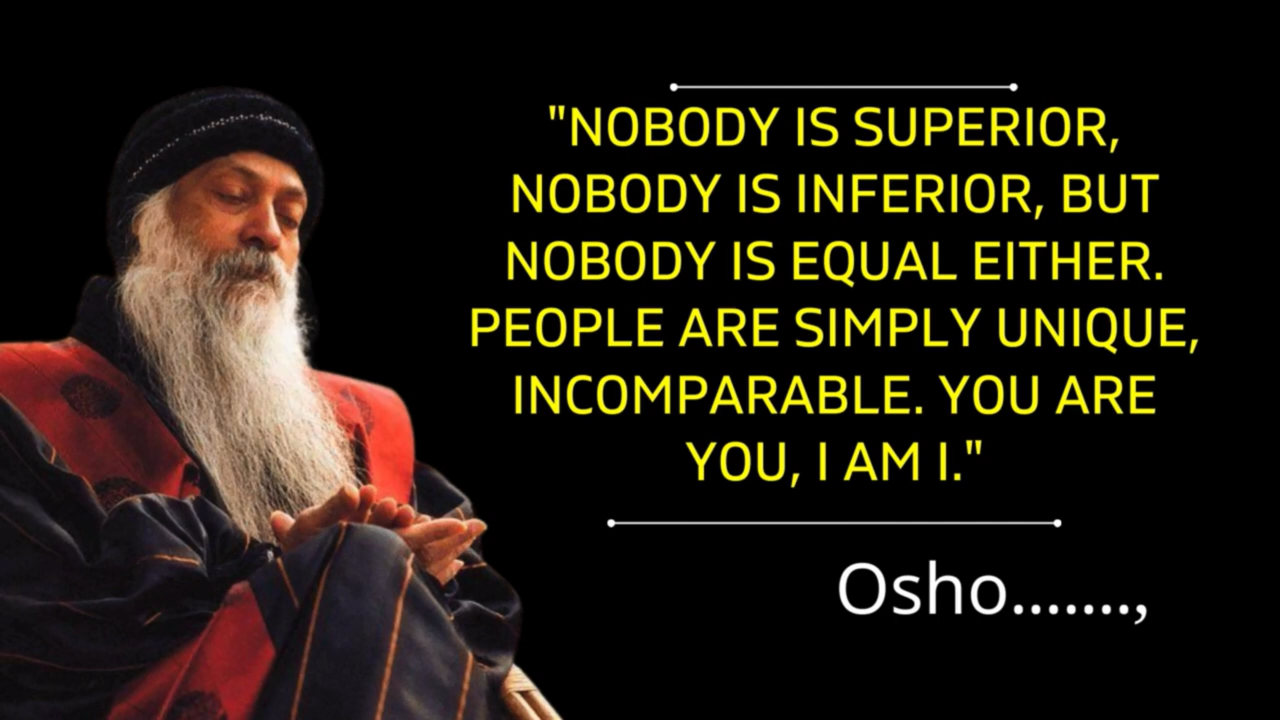 "NOBODY IS SUPERIOR,
NOBODY IS INFERIOR, BUT
NOBODY IS EQUAL EITHER.
PEOPLE ARE SIMPLY UNIQUE,
INCOMPARABLE. YOU ARE
YOU, I AM I."
Osho.......,